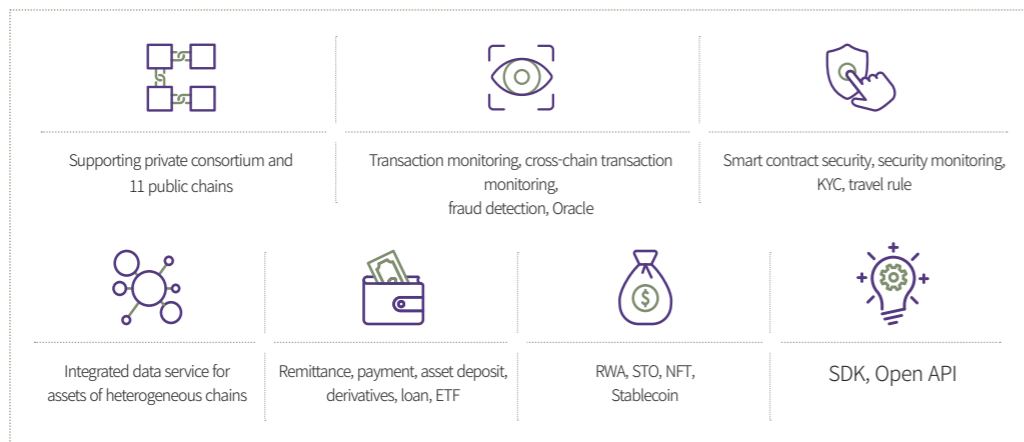 Supporting private consortium and
11 public chains
Transaction monitoring, cross-chain transaction
monitoring,
fraud detection, Oracle
Smart contract security, security monitoring,
KYC, travel rule
$
Integrated data service for
assets of heterogeneous chains
Remittance, payment, asset deposit,
derivatives, loan, ETF
RWA, STO, NFT,
Stablecoin
SDK, Open API